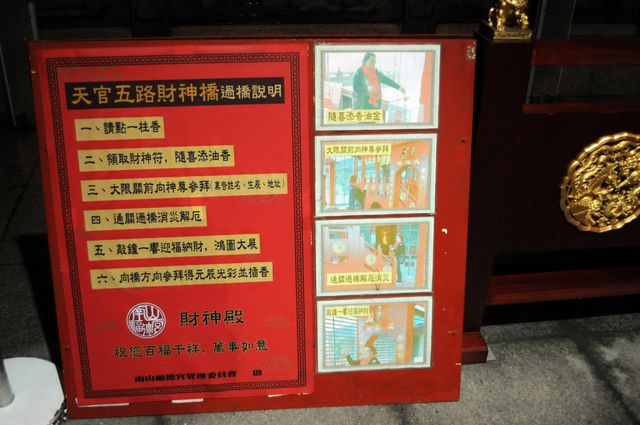 天官五路財神橋過橋說明
一、請點一柱香
二、領取財神符，隨喜添油香
三、大限關前向神尊參拜(稟告姓名、生辰、地址)
四、通關過橋消災解厄
五、敲鐘一響迎福納財，鴻圖大展
六、向橋方向參拜得元辰光彩並插香
財神殿
祝您百福千祥，萬事如意
南山福德宮管理委員會 啟
隨喜添香油金
大限關前向神尊參拜
通關過橋解厄消災
敲鐘一響迎福納財